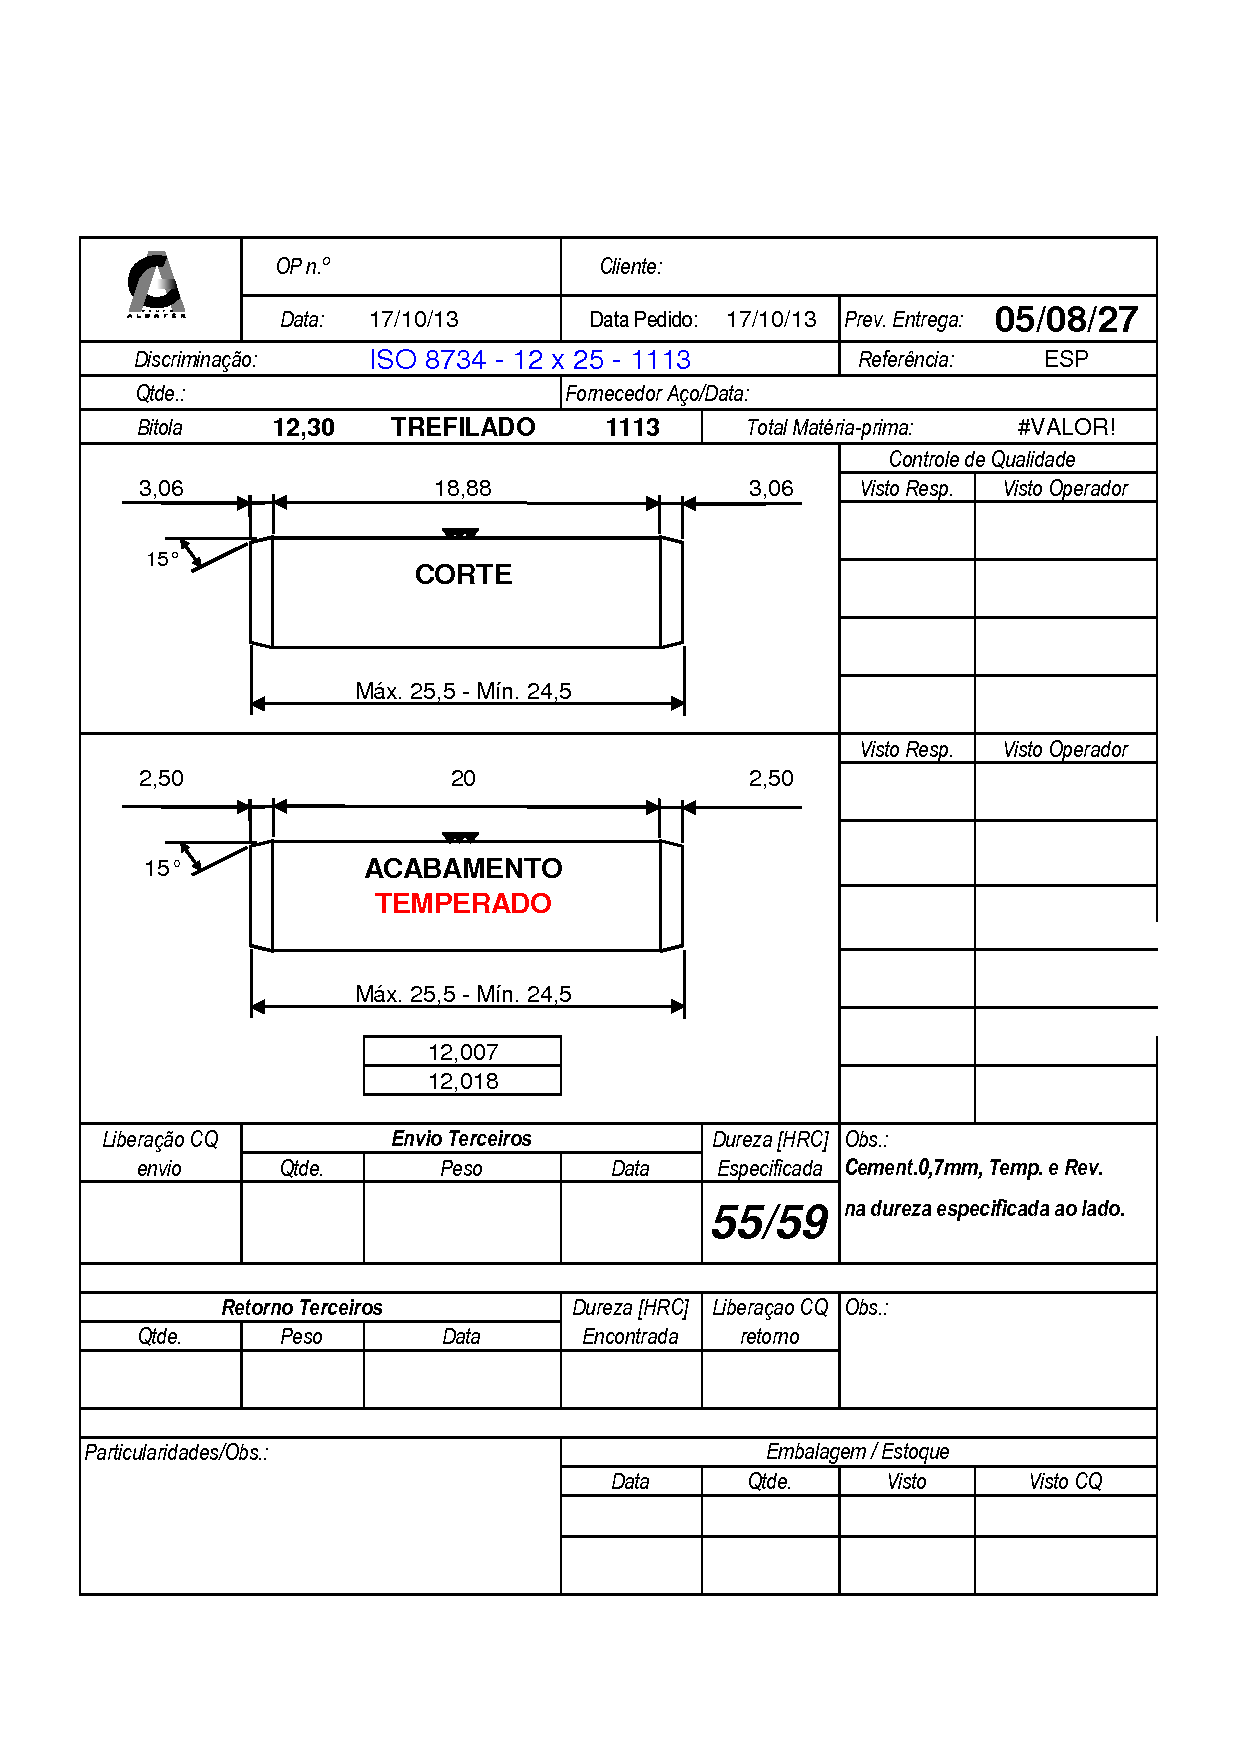 OP n.º Cliente:
Data: 17/10/13 Data Pedido: 17/10/13 Prev. Entrega: 05/08/27
Discriminação: ISO 8734 - 12 x 25 - 1113 Referência: ESP
Qtde.: Fornecedor Aço/Data:
Bitola 12,30 TREFILADO 1113 Total Matéria-prima: #VALOR!
Controle de Qualidade
3,06 18,88 3,06 Visto Resp. Visto Operador
15°
CORTE
Máx. 25,5 - Mín. 24,5
Visto Resp. Visto Operador
2,50 20 2,50
15° ACABAMENTO
TEMPERADO
Máx. 25,5 - Mín. 24,5
12,007
12,018
Liberação CQ Envio Terceiros Dureza [HRC] Obs.:
envio Qtde. Peso Data Especificada Cement.0,7mm, Temp. e Rev.
55/59 na dureza especificada ao lado.
Retorno Terceiros Dureza [HRC] Liberaçao CQ Obs.:
Qtde. Peso Data Encontrada retorno
Particularidades/Obs.: Embalagem / Estoque
Data Qtde. Visto Visto CQ